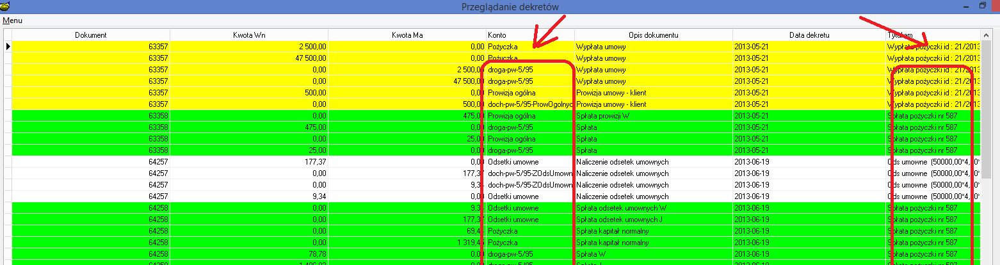 Przeglądanie dekretów
Menu
Dokument Kwota Wn Kwota Ma Konto Opis dokumentu Data dekretu Tytułem
63357 2 500,00 0,00 Pożyczka Wypłata umowy 2013-05-21 Wypłata pożyczki id : 21/2013
63357 47 500,00 0,00 Pożyczka Wypłata umowy 2013-05-21 Wypłata pożyczki id : 21/2013
63357 0,00 2 500,00 droga-pw-5/95 Wypłata umowy 2013-05-21 Wypłata pożyczki id : 21/2013
63357 0,00 47 500,00 droga-pw-5/95 Wypłata umowy 2013-05-21 Wypłata pożyczki id : 21/2013
63357 500,00 0,00 Prowizja ogólna Prowizja umowy - klient 2013-05-21 Wypłata pożyczki id : 21/2013
63357 0,00 500,00 doch-pw-5/95-ProwOgolnyc Prowizja umowy - klient 2013-05-21 Wypłata pożyczki id : 21/2013
63358 0,00 475,00 Prowizja ogólna Spłata prowizji W 2013-05-21 Spłata pożyczki nr 587
63358 475,00 0,00 droga-pw-5/95 Spłata 2013-05-21 Spłata pożyczki nr 587
63358 0,00 25,00 Prowizja ogólna Spłata 2013-05-21 Spłata pożyczki nr 587
63358 25,00 0,00 droga-pw-5/95 Spłata 2013-05-21 Spłata pożyczki nr 587
64257 177,37 0,00 Odsetki umowne Naliczenie odsetek umownych 2013-06-19 Ods umowne (50000,00*4,
64257 0,00 177,37 doch-pw-5/95-ZOdsUmown Naliczenie odsetek umownych 2013-06-19 Ods umowne (50000,00*4,
64257 0,00 9,34 doch-pw-5/95-ZOdsUmown Naliczenie odsetek umownych 2013-06-19 Ods umowne (50000,00*4,
64257 9,34 0,00 Odsetki umowne Naliczenie odsetek umownych 2013-06-19 Ods umowne (50000,00*4,
64258 0,00 9,34 Odsetki umowne Spłata odsetek umownych W 2013-06-19 Spłata pożyczki nr 587
64258 0,00 177,37 Odsetki umowne Spłata odsetek umownych J 2013-06-19 Spłata pożyczki nr 587
64258 0,00 69,44 Pożyczka Spłata kapitał normalny 2013-06-19 Spłata pożyczki nr 587
64258 0,00 1 319,45 Pożyczka Spłata kapitał normalny 2013-06-19 Spłata pożyczki nr 587
64258 78,78 0,00 droga-pw-5/95 Spłata W 2013-06-19 Spłata pożyczki nr 587